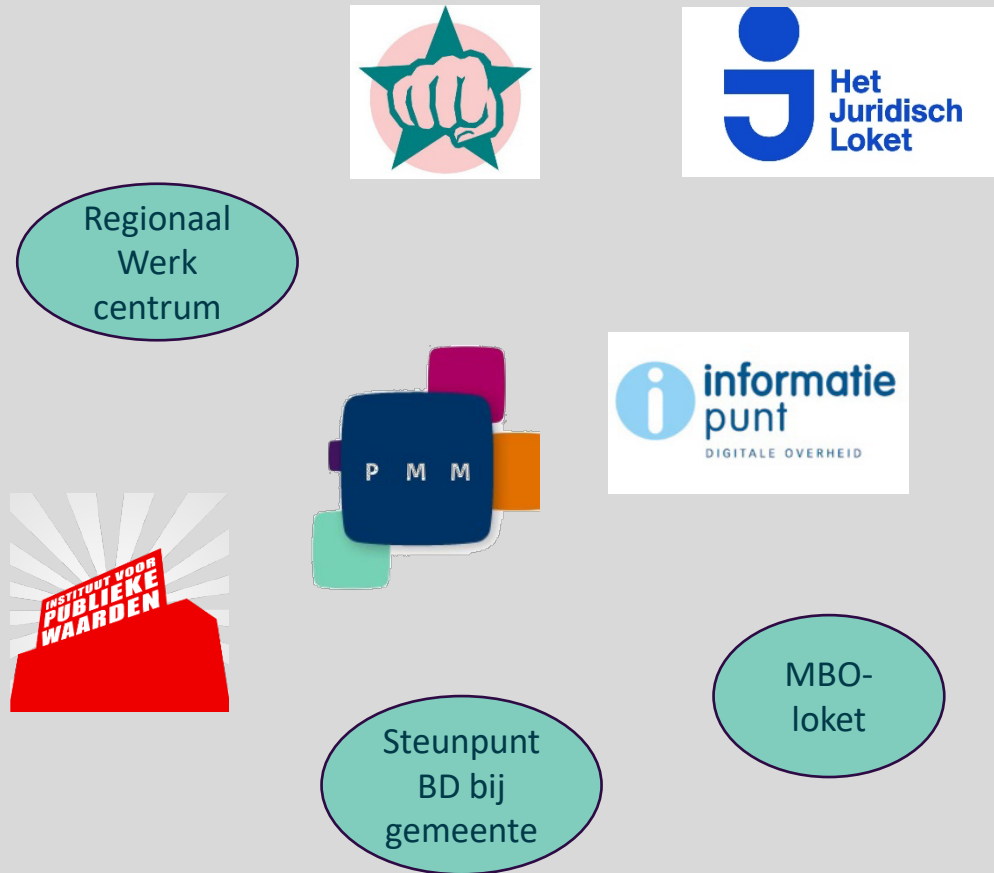 Het
Juridisch
Loket
Regionaal
Werk
centrum
informatie
punt
DIGITALE OVERHEID
P M M
INSTITUUT VOOR
PUBLIEKE
WAARDEN
MBO-
loket
Steunpunt
BD bij
gemeente